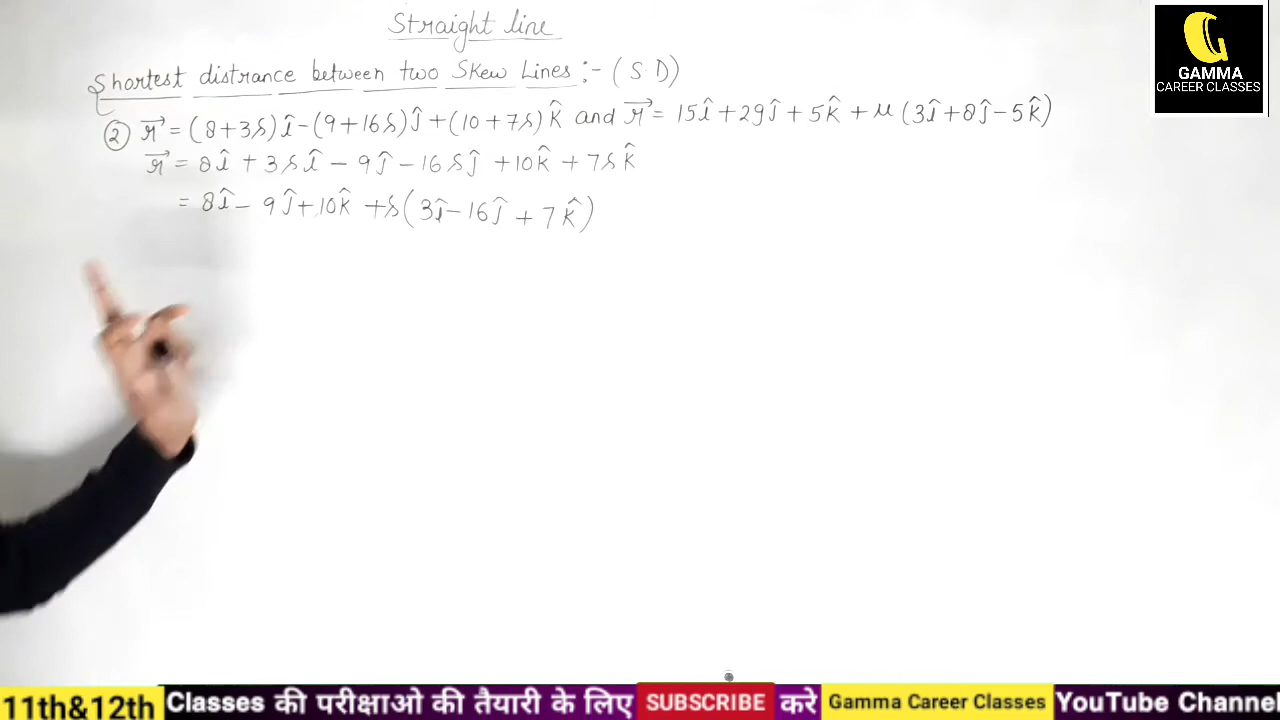 Straight line
GAMMA
CAREER CLASSES
Shortest distrance between two Skew Lines :- (S D)
② r⃗ = (8+3s)î-(9+16s)ĵ+(10+7s)k̂ and r⃗ = 15î+29ĵ+5k̂+μ(3î+8ĵ-5k̂)
r⃗ = 8î + 3sî - 9ĵ - 16sĵ + 10k̂ + 7sk̂
= 8î - 9ĵ + 10k̂ + s(3î - 16ĵ + 7k̂)
11th&12th Classes की परीक्षाओ की तैयारी के लिए SUBSCRIBE करे Gamma Career Classes YouTube Channel